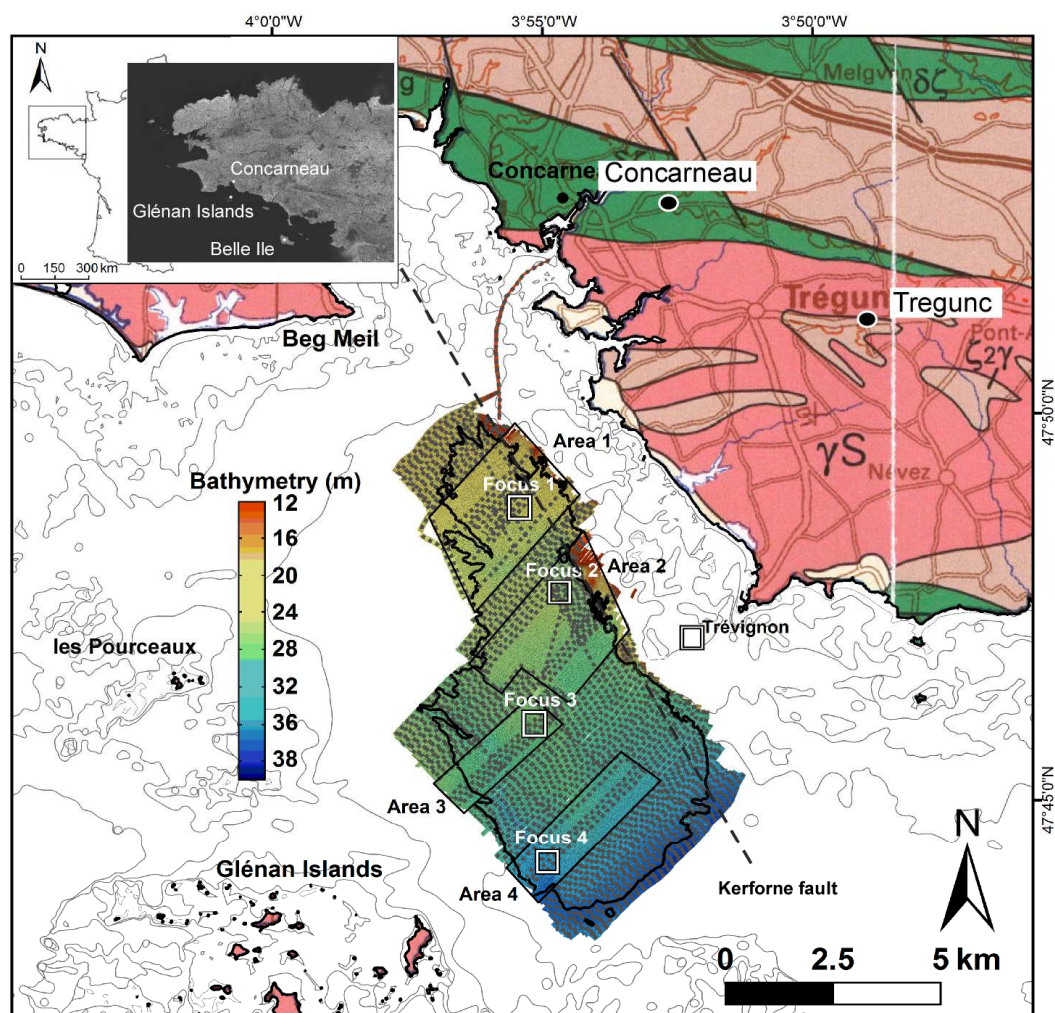 4°0'0"W
3°55'0"W
3°50'0"W
N
Concarneau
Glénan Islands
Belle Ile
0 150 300 km
g
Melgven
δζ
Concarne
Concarneau
Trégun
Tregunc
Pont-A
ζ2γ
Beg Meil
47°50'0"N
γS
Névez
Area 1
Focus 1
Bathymetry (m)
12
16
20
24
28
32
36
38
Focus 2
Area 2
Trévignon
les Pourceaux
Focus 3
Area 3
47°45'0"N
Focus 4
Area 4
Glénan Islands
Kerforne fault
N
0 2.5 5 km